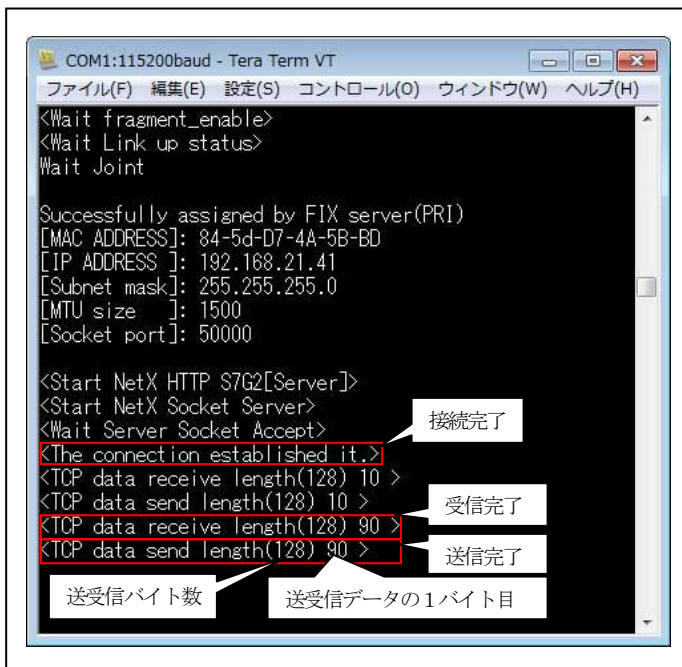 COM1:115200baud - Tera Term VT
ファイル(F) 編集(E) 設定(S) コントロール(O) ウィンドウ(W) ヘルプ(H)
<Wait fragment_enable>
<Wait Link up status>
Wait Joint
Successfully assigned by FIX server(PRI)
[MAC ADDRESS]: 84-5d-D7-4A-5B-BD
[IP ADDRESS ]: 192.168.21.41
[Subnet mask]: 255.255.255.0
[MTU size   ]: 1500
[Socket port]: 50000
<Start NetX HTTP S7G2[Server]>
<Start NetX Socket Server>
<Wait Server Socket Accept>
接続完了
<The connection established it.>
<TCP data receive length(128) 10 >
<TCP data send length(128) 10 >
受信完了
<TCP data receive length(128) 90 >
<TCP data send length(128) 90 >
送信完了
送受信バイト数
送受信データの１バイト目